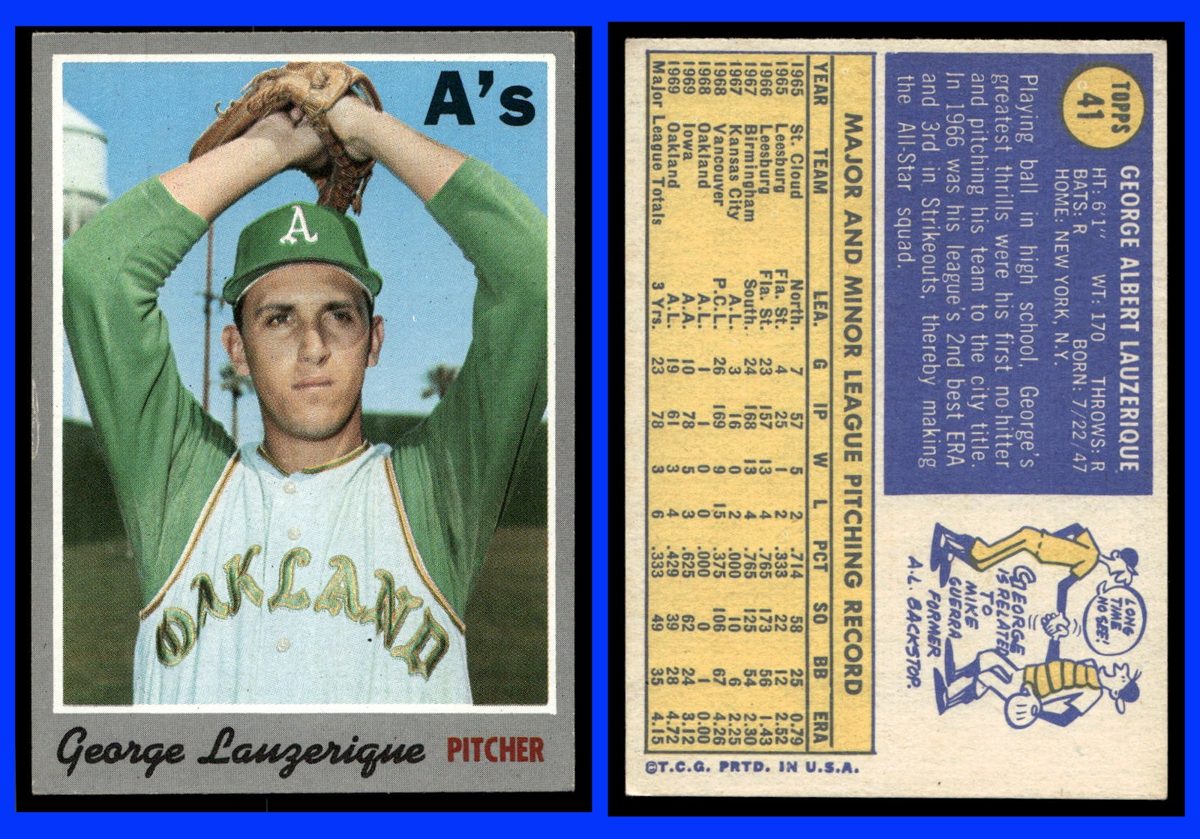 A's
A
OAKLAND
George Lauzerique PITCHER
TOPPS
41
GEORGE ALBERT LAUZERIQUE
HT: 6'1" WT: 170 THROWS: R
BATS: R BORN: 7/22/47
HOME: NEW YORK, N.Y.
Playing ball in high school, George's
greatest thrills were his first no-hitter
and pitching his team to the city title.
In 1966 was his league's 2nd best ERA
and 3rd in Strikeouts, thereby making
the All-Star squad.
LONG
TIME
NO SEE!
GEORGE
IS RELATED
TO
MIKE
GUERRA
FORMER
A.L. BACKSTOP.
MAJOR AND MINOR LEAGUE PITCHING RECORD
YEAR TEAM LEA. G IP W L PCT SO BB ERA
1965 St. Cloud North. 7 57 5 2 .714 58 25 0.79
1965 Leesburg Fla. St. 4 25 1 2 .333 22 12 2.52
1966 Leesburg Fla. St. 23 157 13 4 .765 173 56 1.43
1967 Birmingham South. 24 168 13 4 .765 125 54 2.30
1967 Kansas City A.L. 3 16 0 2 .000 10 6 2.25
1968 Vancouver P.C.L. 26 169 9 15 .375 106 67 4.26
1968 Oakland A.L. 1 1 0 0 .000 0 1 0.00
1969 Iowa A.A. 10 78 5 3 .625 62 24 3.12
1969 Oakland A.L. 19 61 3 4 .429 39 28 4.72
Major League Totals 3 Yrs. 23 78 3 6 .333 49 35 4.15
©T.C.G. PRTD. IN U.S.A.